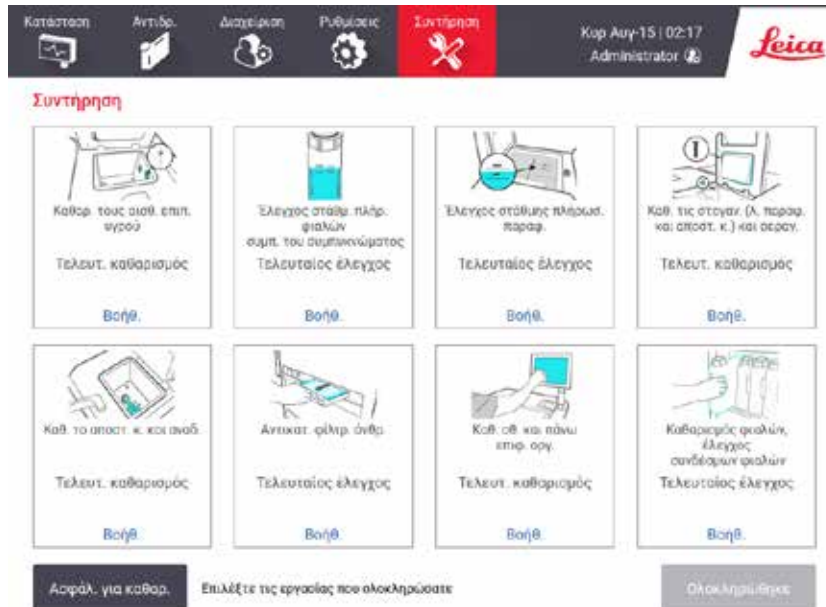 Κατάσταση
Αντιδρ.
Διαχείριση
Ρυθμίσεις
Συντήρηση
Κυρ Αυγ-15 | 02:17
Administrator
Leica
Συντήρηση
Καθαρ. τους αισθ. επιπ.
υγρού
Τελευτ. καθαρισμός
Βοήθ.
Έλεγχος στάθμ. πλήρ.
φιαλών
συμπ. του συμπυκνώματος
Τελευταίος έλεγχος
Βοήθ.
Έλεγχος στάθμης πλήρωσ.
παραφ.
Τελευταίος έλεγχος
Βοήθ.
Καθ. τις στεγαν. (λ. παραφ.
και αποστ. κ.) και
Τελευτ. καθαρισμός
Βοήθ.
Καθ. το αποστ. κ. και αναδ.
Τελευτ. καθαρισμός
Βοήθ.
Αντικατ. φίλτρ. άνθρ.
Τελευταίος έλεγχος
Βοήθ.
Καθ. οθ. και πάνω
επιφ. οργ.
Τελευτ. καθαρισμός
Βοήθ.
Καθαρισμός φιαλών,
έλεγχος
συνδέσμων φιαλών
Τελευταίος έλεγχος
Βοήθ.
Ασφάλ. για καθαρ.
Επιλέξτε τις εργασίας που ολοκληρώσατε
Ολοκληρώθηκε